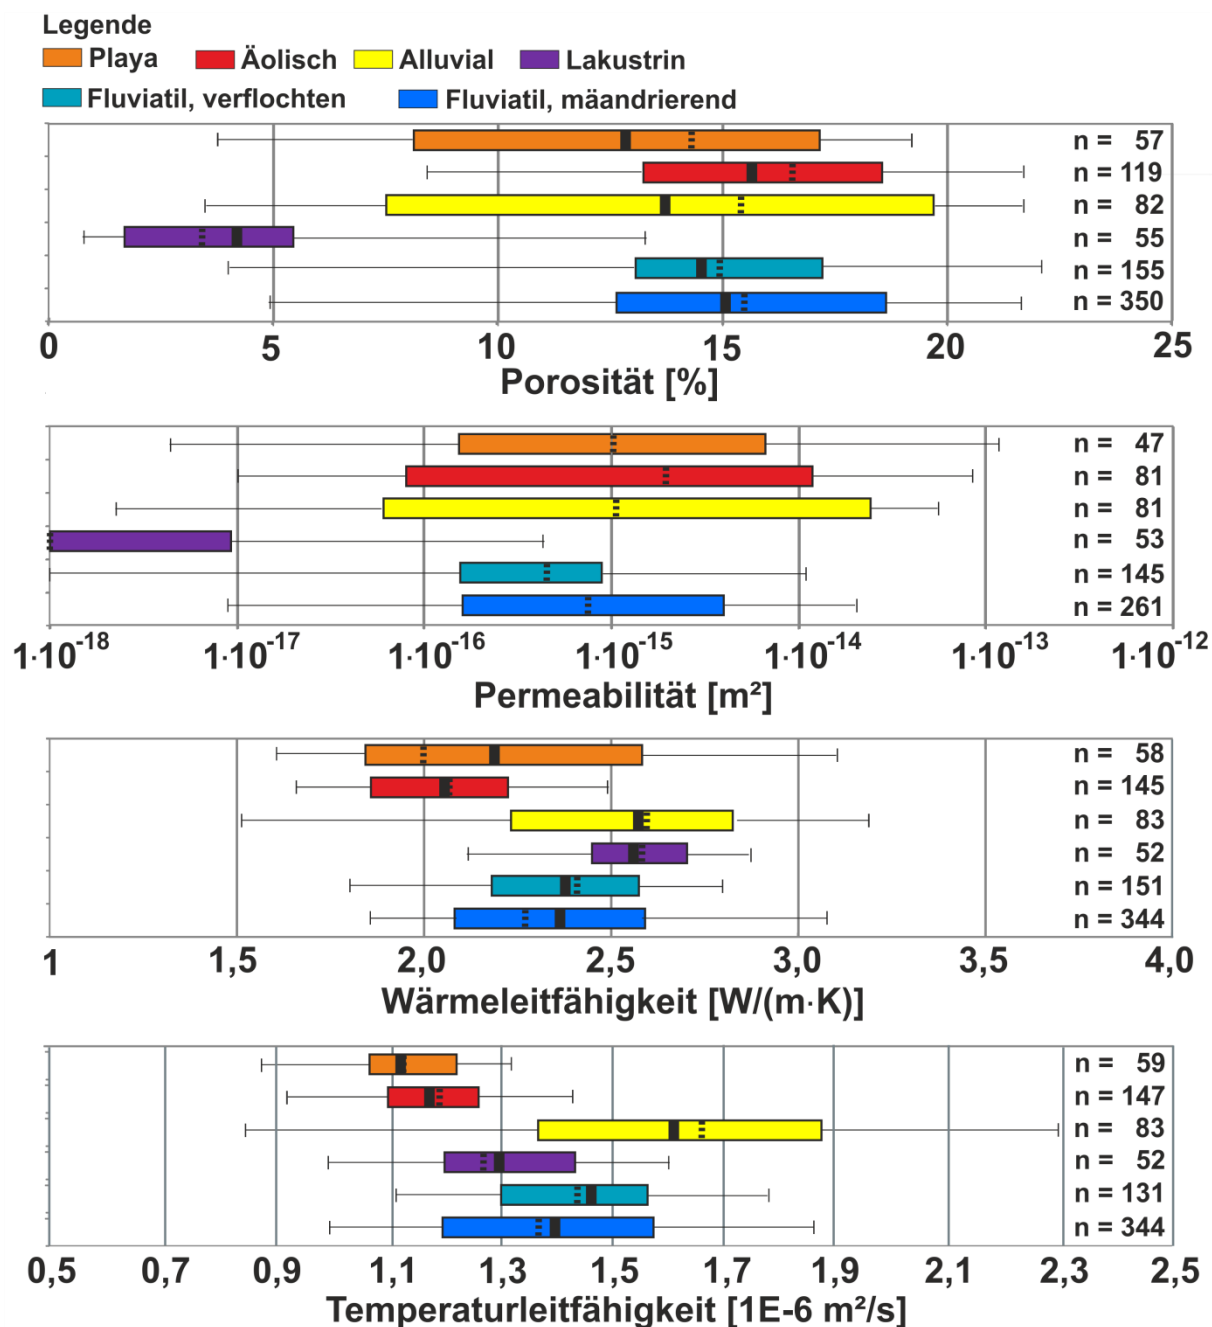 Legende
Playa Äolisch Alluvial Lakustrin
Fluviatil, verflochten Fluviatil, mäandrierend
n = 57
n = 119
n = 82
n = 55
n = 155
n = 350
0 5 10 15 20 25
Porosität [%]
n = 47
n = 81
n = 81
n = 53
n = 145
n = 261
1·10⁻¹⁸ 1·10⁻¹⁷ 1·10⁻¹⁶ 1·10⁻¹⁵ 1·10⁻¹⁴ 1·10⁻¹³ 1·10⁻¹²
Permeabilität [m²]
n = 58
n = 145
n = 83
n = 52
n = 151
n = 344
1 1,5 2,0 2,5 3,0 3,5 4,0
Wärmeleitfähigkeit [W/(m·K)]
n = 59
n = 147
n = 83
n = 52
n = 131
n = 344
0,5 0,7 0,9 1,1 1,3 1,5 1,7 1,9 2,1 2,3 2,5
Temperaturleitfähigkeit [1E-6 m²/s]